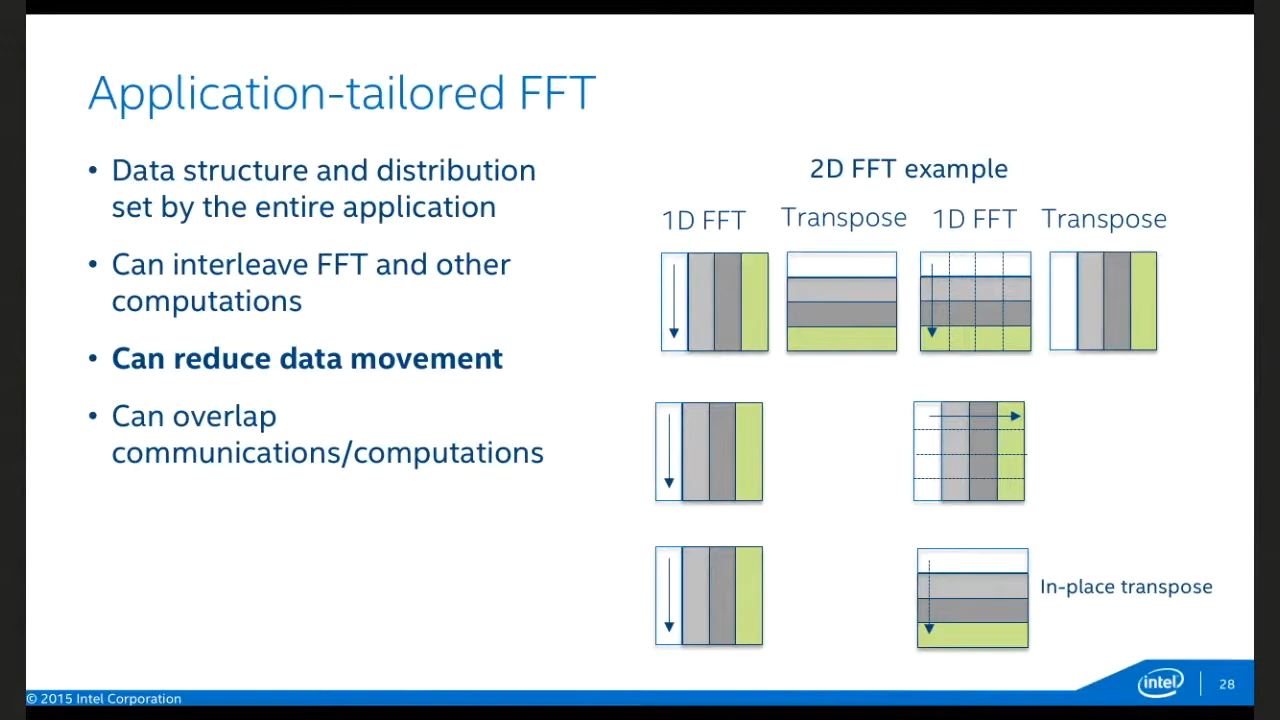 Application-tailored FFT
• Data structure and distribution
set by the entire application
• Can interleave FFT and other
computations
• Can reduce data movement
• Can overlap
communications/computations
2D FFT example
1D FFT Transpose 1D FFT Transpose
In-place transpose
© 2015 Intel Corporation
intel 28